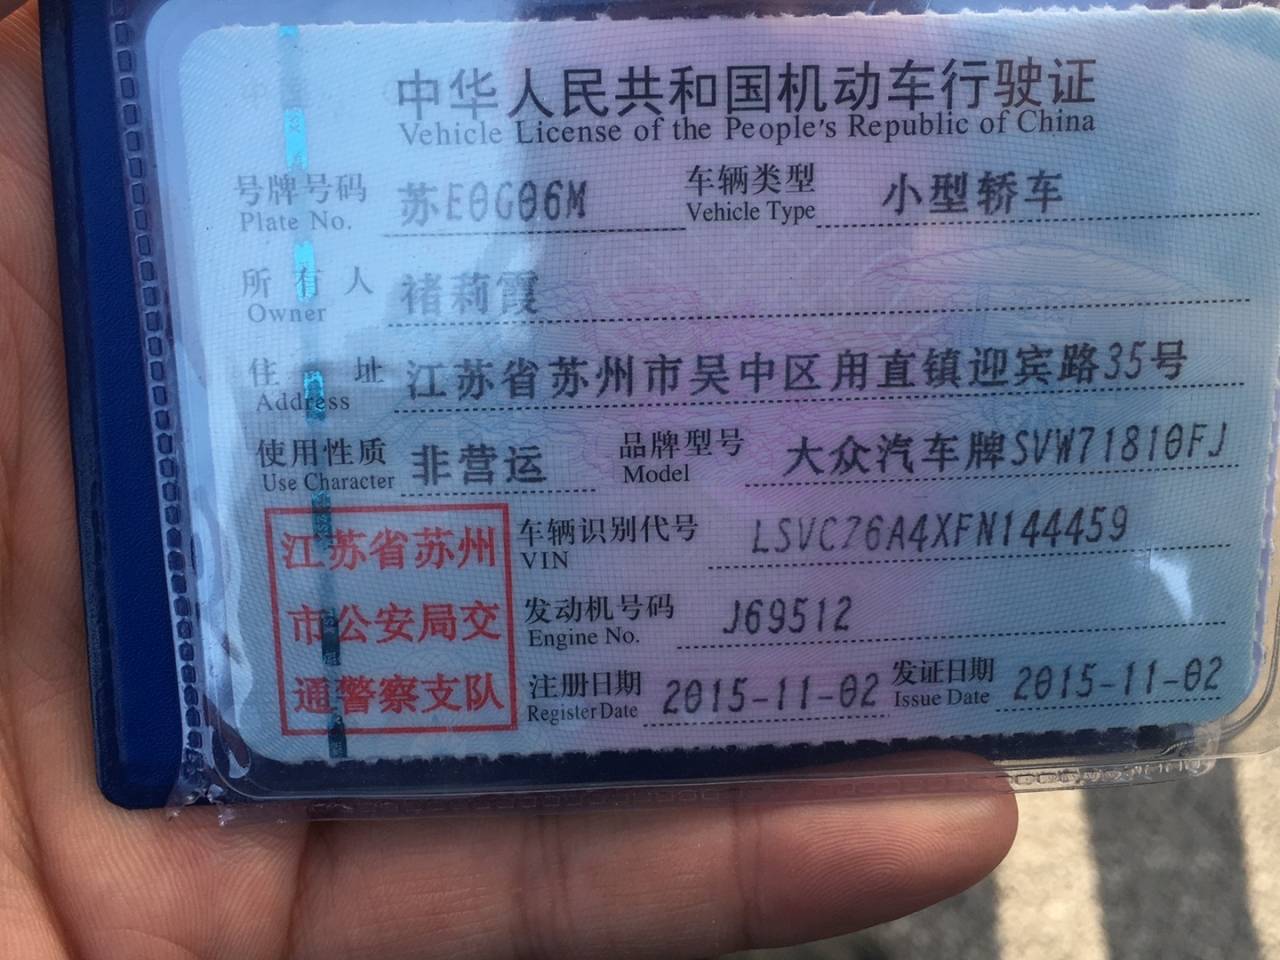 中华人民共和国机动车行驶证
Vehicle License of the People's Republic of China
号牌号码 苏E0G06M 车辆类型 小型轿车
Plate No. Vehicle Type
所有人 褚莉霞
Owner
住址 江苏省苏州市吴中区甪直镇迎宾路35号
Address
使用性质 非营运 品牌型号 大众汽车牌SVW71810FJ
Use Character Model
江苏省苏州
市公安局交
通警察支队
车辆识别代号 LSVCZ6A4XFN144459
VIN
发动机号码 J69512
Engine No.
注册日期 2015-11-02 发证日期 2015-11-02
Register Date Issue Date